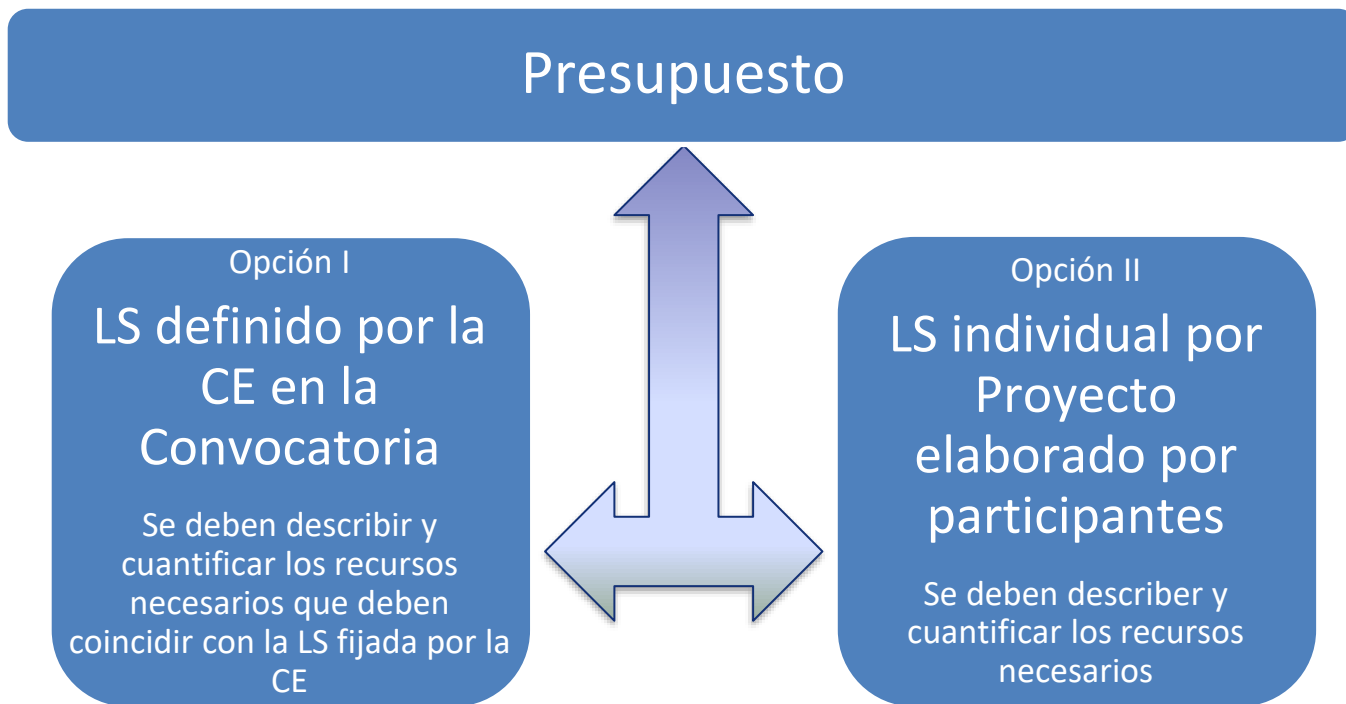 Presupuesto
Opción I
LS definido por la
CE en la
Convocatoria
Se deben describir y
cuantificar los recursos
necesarios que deben
coincidir con la LS fijada por la
CE
Opción II
LS individual por
Proyecto
elaborado por
participantes
Se deben describer y
cuantificar los recursos
necesarios